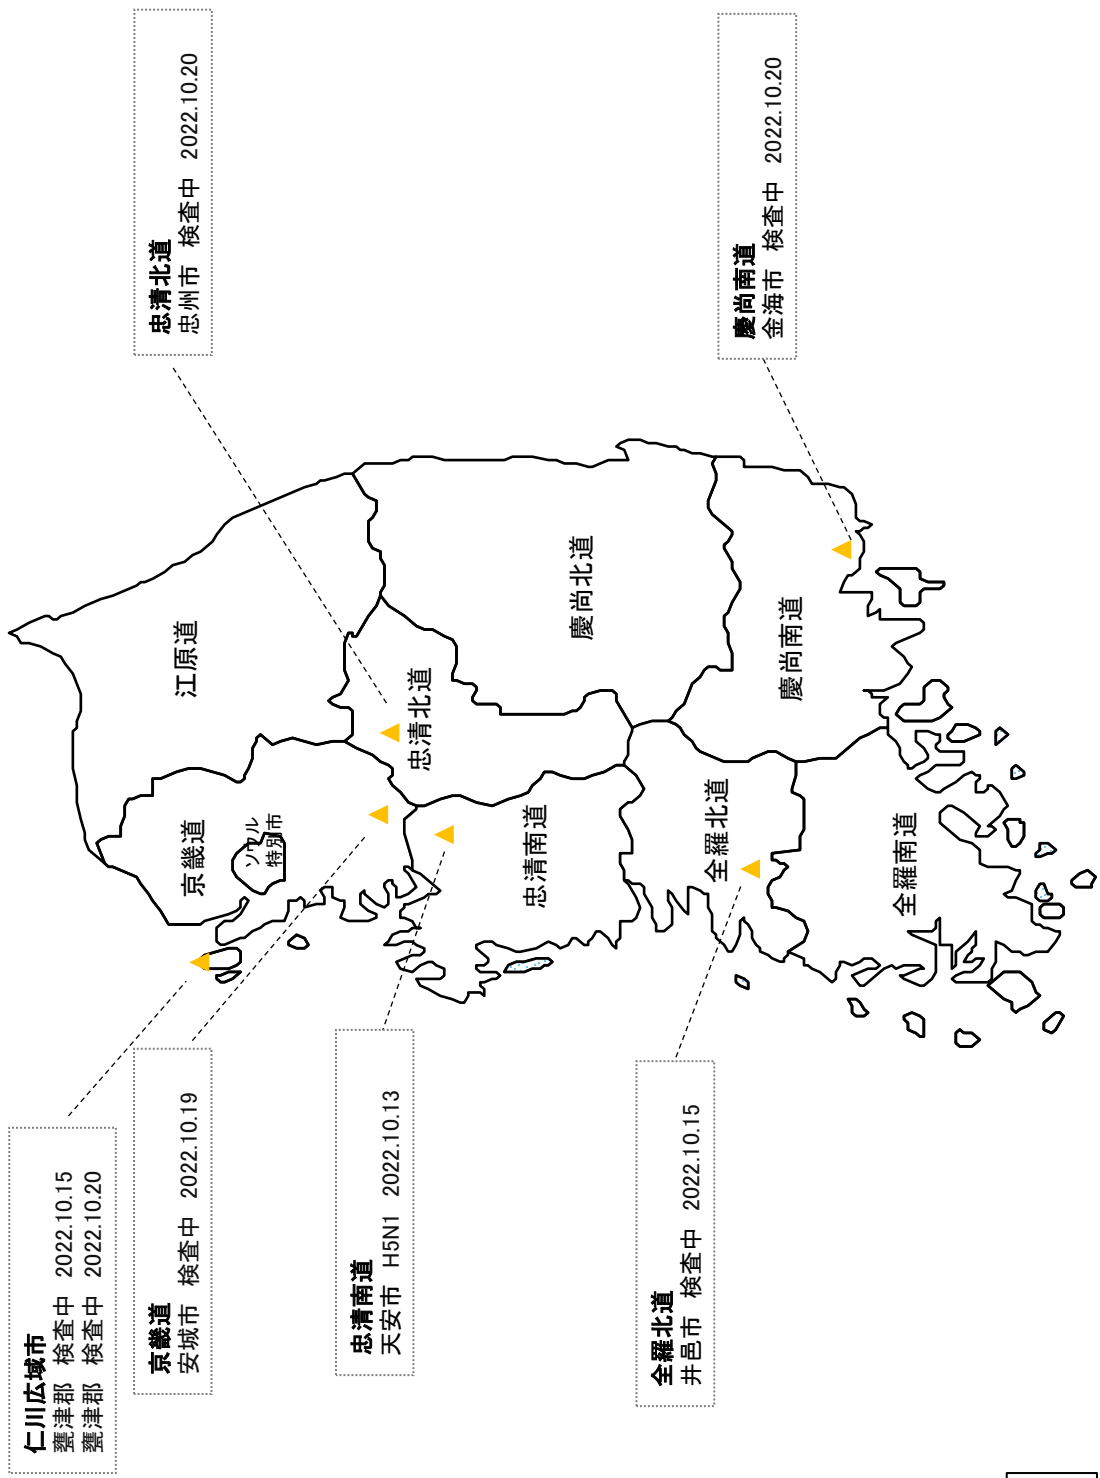 仁川広域市
甕津郡 検査中 2022.10.15
甕津郡 検査中 2022.10.20
京畿道
安城市 検査中 2022.10.19
忠清南道
天安市 H5N1 2022.10.13
全羅北道
井邑市 検査中 2022.10.15
忠清北道
忠州市 検査中 2022.10.20
慶尚南道
金海市 検査中 2022.10.20
江原道
京畿道
ソウル
特別市
忠清北道
忠清南道
慶尚北道
全羅北道
慶尚南道
全羅南道